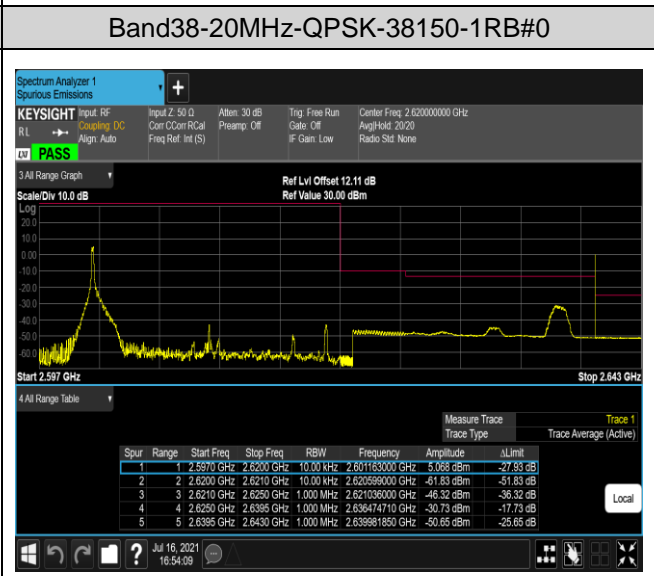 Band38-20MHz-QPSK-38150-1RB#0
Spectrum Analyzer 1
Spurious Emissions
+
KEYSIGHT Input: RF Input Z: 50 Ω Atten: 30 dB Trig: Free Run Center Freq: 2.620000000 GHz
RL Coupling: DC Corr CCorr RCal Preamp: Off Gate: Off Avg|Hold: 20/20
Align: Auto Freq Ref: Int (S) IF Gain: Low Radio Std: None
LXI PASS
3 All Range Graph
Ref Lvl Offset 12.11 dB
Scale/Div 10.0 dB Ref Value 30.00 dBm
Log
20.0
10.0
0.00
-10.0
-20.0
-30.0
-40.0
-50.0
-60.0
Start 2.597 GHz Stop 2.643 GHz
4 All Range Table
Measure Trace Trace 1
Trace Type Trace Average (Active)
Spur Range Start Freq Stop Freq RBW Frequency Amplitude ΔLimit
1 1 2.5970 GHz 2.6200 GHz 10.00 kHz 2.601163000 GHz 5.068 dBm -27.93 dB
2 2 2.6200 GHz 2.6210 GHz 10.00 kHz 2.620599000 GHz -61.83 dBm -51.83 dB
3 3 2.6210 GHz 2.6250 GHz 1.000 MHz 2.621036000 GHz -46.32 dBm -36.32 dB
4 4 2.6250 GHz 2.6395 GHz 1.000 MHz 2.636474710 GHz -30.73 dBm -17.73 dB
5 5 2.6395 GHz 2.6430 GHz 1.000 MHz 2.639981850 GHz -50.65 dBm -25.65 dB
Local
? Jul 16, 2021
16:54:09